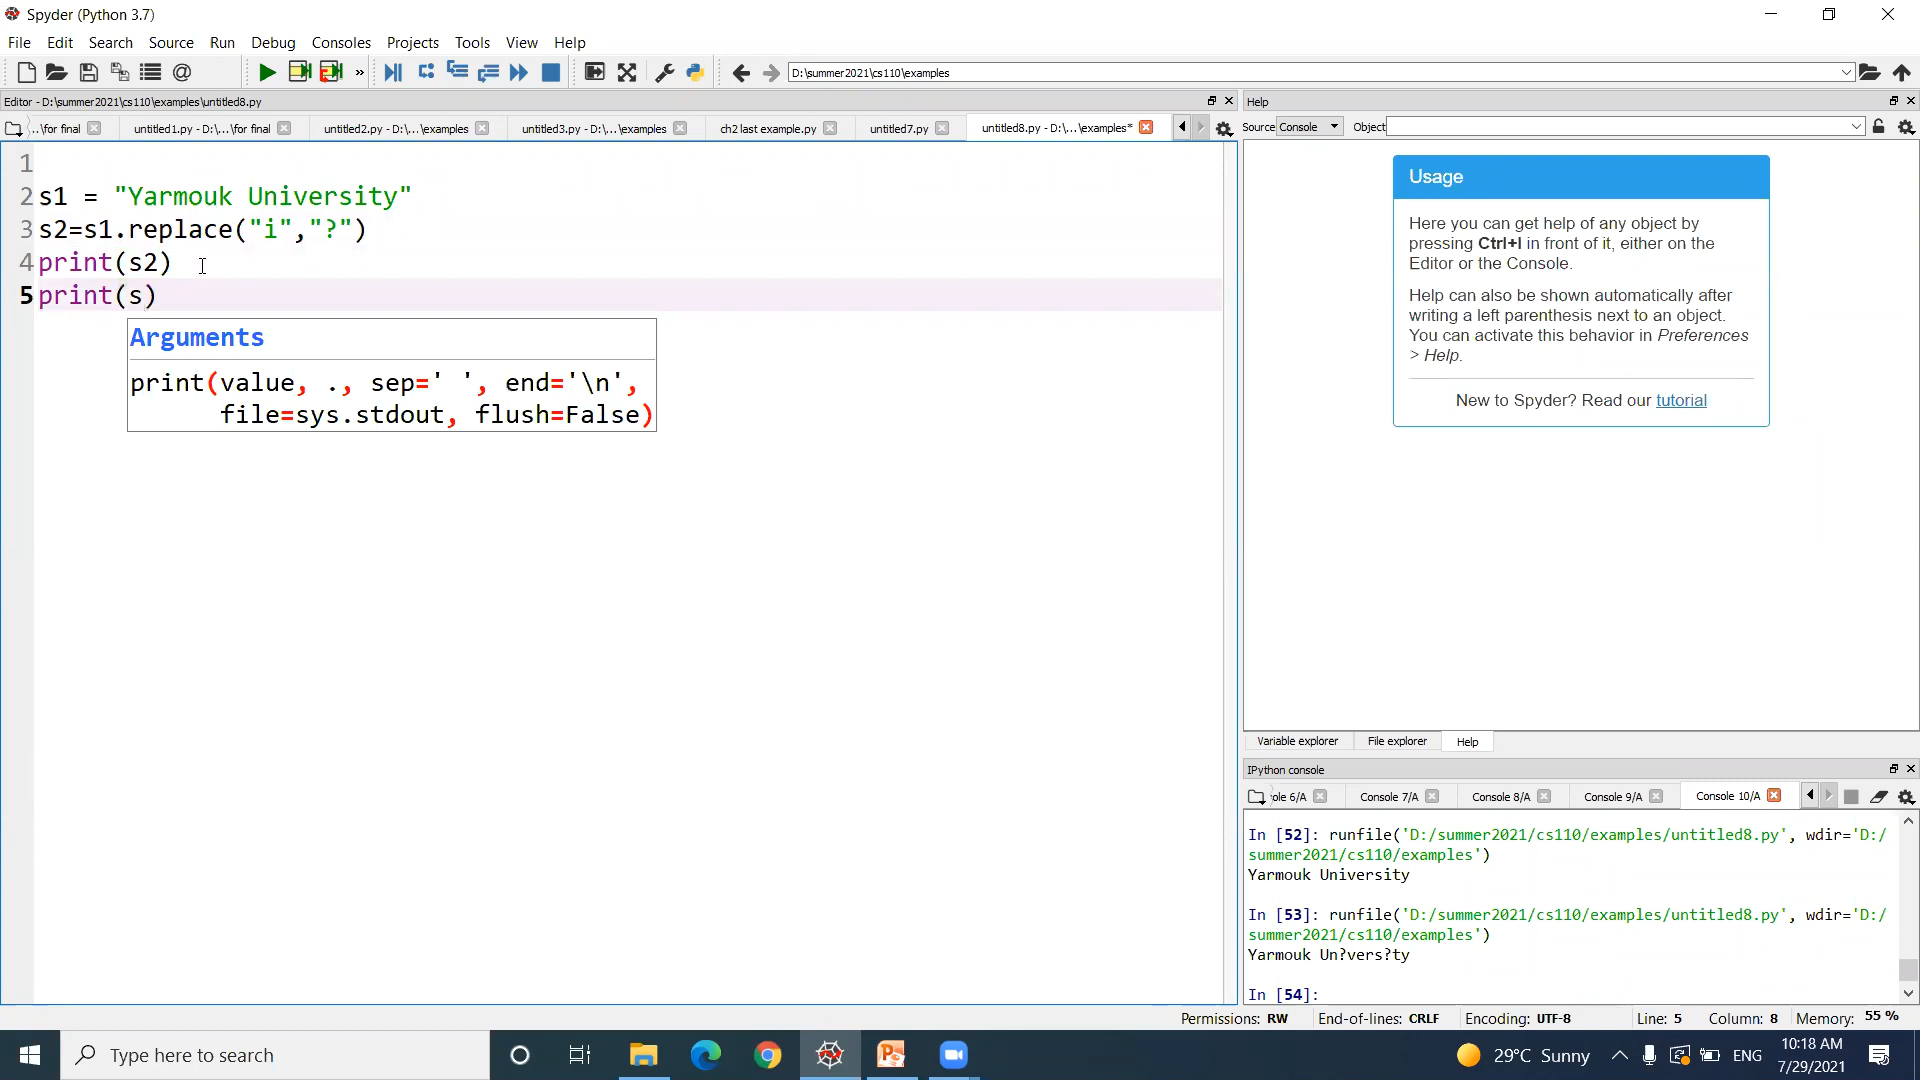 Spyder (Python 3.7)
File Edit Search Source Run Debug Consoles Projects Tools View Help
D:\summer2021\cs110\examples
Editor - D:\summer2021\cs110\examples\untitled8.py
Help
..\for final untitled1.py - D:\...\for final untitled2.py - D:\...\examples untitled3.py - D:\...\examples ch2 last example.py untitled7.py untitled8.py - D:\...\examples*
Source Console Object
1
2 s1 = "Yarmouk University"
3 s2=s1.replace("i","?")
4 print(s2)
5 print(s)
Arguments
print(value, ., sep=' ', end='\n',
file=sys.stdout, flush=False)
Usage
Here you can get help of any object by
pressing Ctrl+I in front of it, either on the
Editor or the Console.
Help can also be shown automatically after
writing a left parenthesis next to an object.
You can activate this behavior in Preferences
> Help.
New to Spyder? Read our tutorial
Variable explorer File explorer Help
IPython console
ole 6/A Console 7/A Console 8/A Console 9/A Console 10/A
In [52]: runfile('D:/summer2021/cs110/examples/untitled8.py', wdir='D:/
summer2021/cs110/examples')
Yarmouk University
In [53]: runfile('D:/summer2021/cs110/examples/untitled8.py', wdir='D:/
summer2021/cs110/examples')
Yarmouk Un?vers?ty
In [54]:
Permissions: RW End-of-lines: CRLF Encoding: UTF-8 Line: 5 Column: 8 Memory: 55 %
Type here to search
29°C Sunny
ENG
10:18 AM
7/29/2021